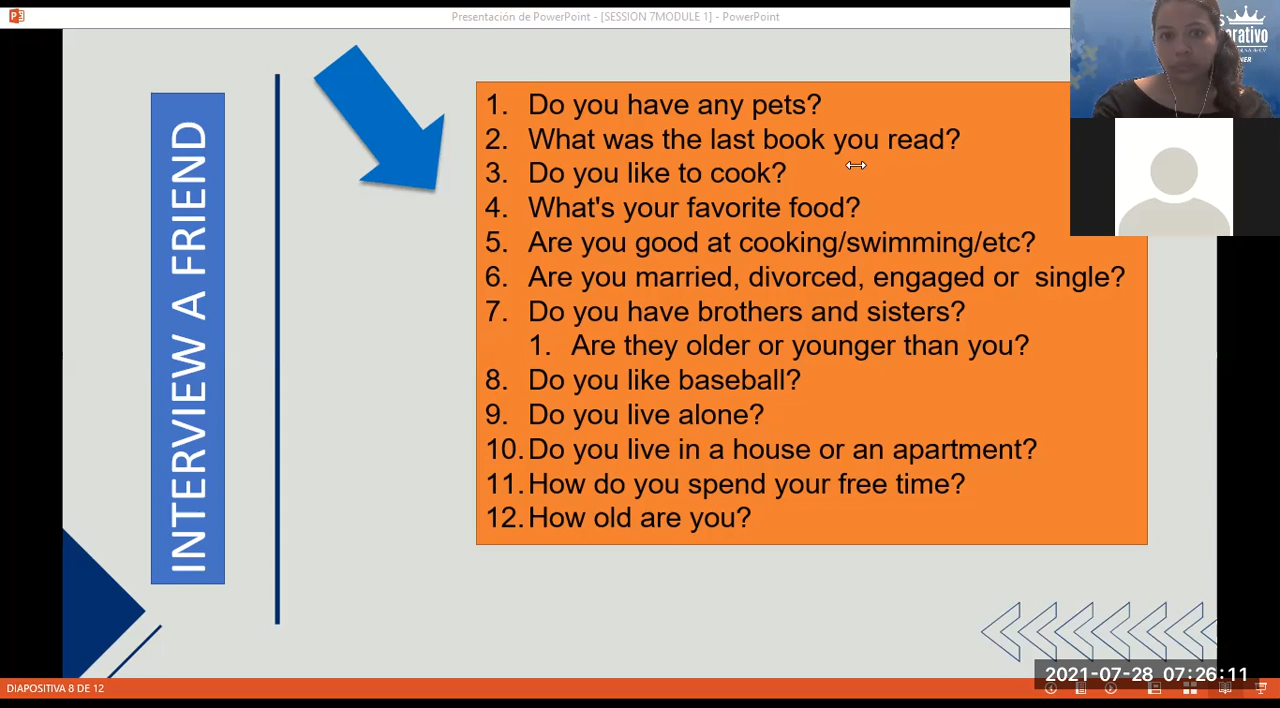 Presentación de PowerPoint - [SESSION 7MODULE 1] - PowerPoint
INTERVIEW A FRIEND
1. Do you have any pets?
2. What was the last book you read?
3. Do you like to cook?
4. What's your favorite food?
5. Are you good at cooking/swimming/etc?
6. Are you married, divorced, engaged or single?
7. Do you have brothers and sisters?
1. Are they older or younger than you?
8. Do you like baseball?
9. Do you live alone?
10. Do you live in a house or an apartment?
11. How do you spend your free time?
12. How old are you?
2021-07-28 07:26:11
DIAPOSITIVA 8 DE 12